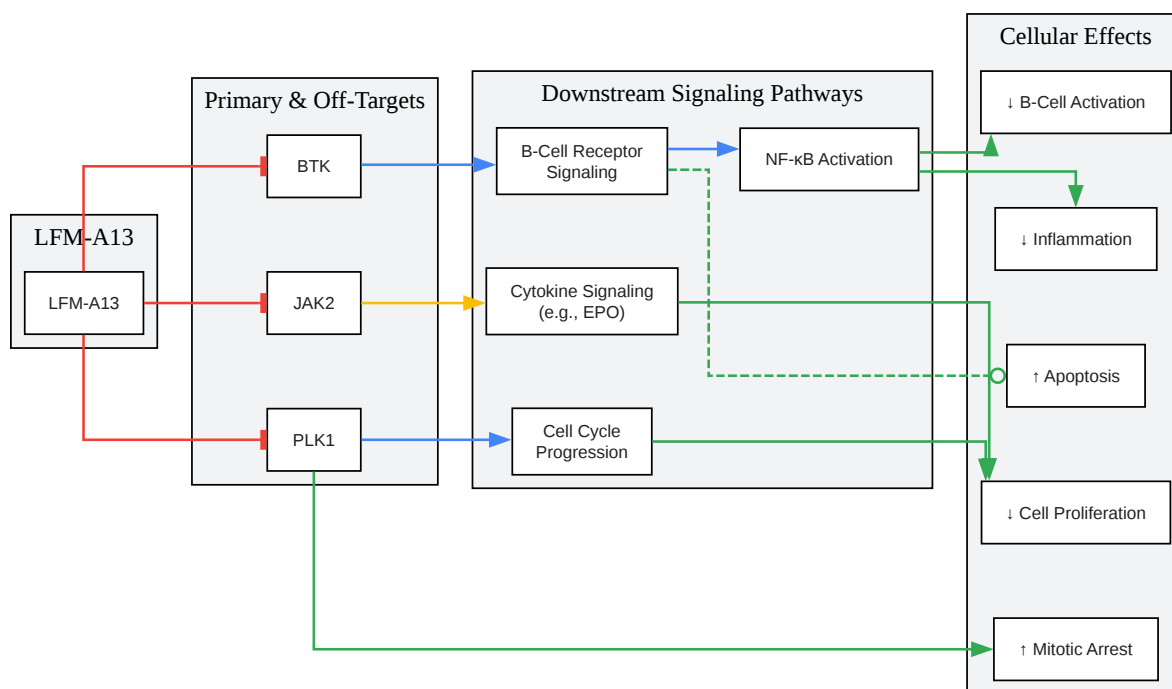 Cellular Effects
Downstream Signaling Pathways
Primary & Off-Targets
LFM-A13
LFM-A13
BTK
JAK2
PLK1
B-Cell Receptor
Signaling
NF-κB Activation
Cytokine Signaling
(e.g., EPO)
Cell Cycle
Progression
↓ B-Cell Activation
↓ Inflammation
↑ Apoptosis
↓ Cell Proliferation
↑ Mitotic Arrest